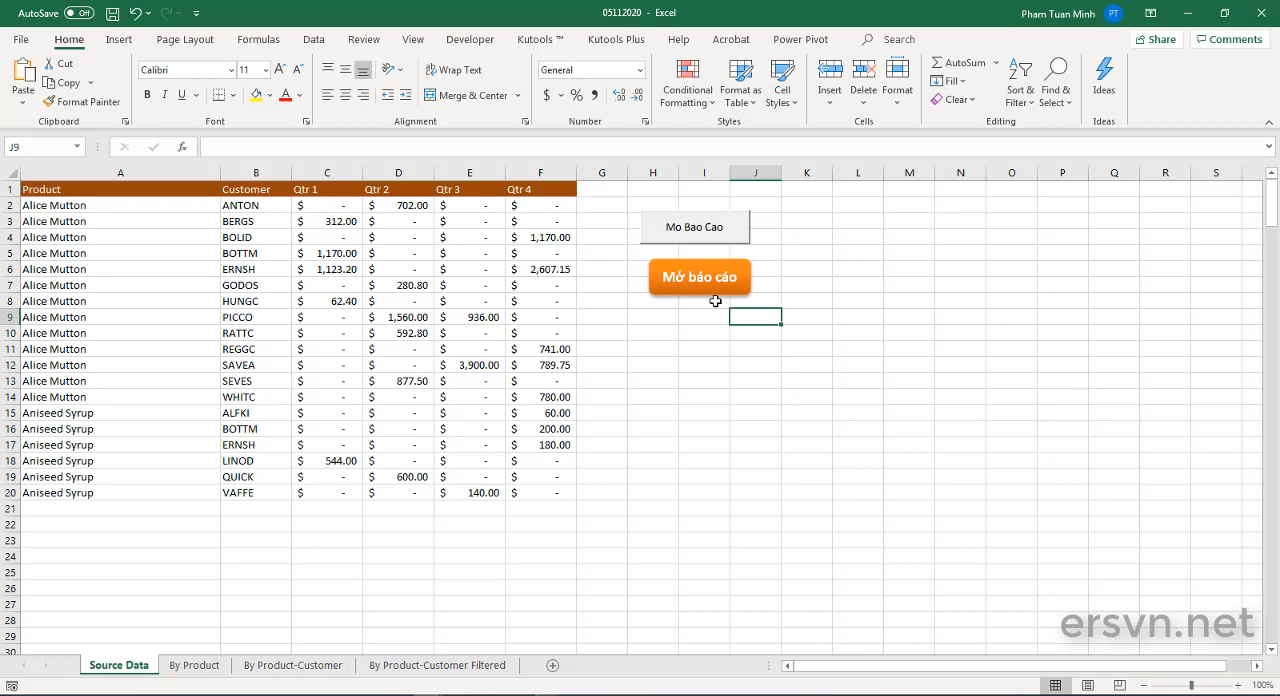 AutoSave Off 05112020 - Excel Pham Tuan Minh PT
File Home Insert Page Layout Formulas Data Review View Developer Kutools ™ Kutools Plus Help Acrobat Power Pivot Search Share Comments
Paste Cut Copy Format Painter
Calibri 11 A A Wrap Text General AutoSum
B I U A Merge & Center $ % , Fill Clear
Conditional Formatting Format as Table Cell Styles Insert Delete Format Sort & Filter Find & Select Ideas
Clipboard Font Alignment Number Styles Cells Editing Ideas
J9 fx
A B C D E F G H I J K L M N O P Q R S
1 Product Customer Qtr 1 Qtr 2 Qtr 3 Qtr 4
2 Alice Mutton ANTON $ - $ 702.00 $ - $ -
3 Alice Mutton BERGS $ 312.00 $ - $ - $ -
4 Alice Mutton BOLID $ - $ - $ - $ 1,170.00
5 Alice Mutton BOTTM $ 1,170.00 $ - $ - $ -
6 Alice Mutton ERNSH $ 1,123.20 $ - $ - $ 2,607.15
7 Alice Mutton GODOS $ - $ 280.80 $ - $ -
8 Alice Mutton HUNGC $ 62.40 $ - $ - $ -
9 Alice Mutton PICCO $ - $ 1,560.00 $ 936.00 $ -
10 Alice Mutton RATTC $ - $ 592.80 $ - $ -
11 Alice Mutton REGGC $ - $ - $ - $ 741.00
12 Alice Mutton SAVEA $ - $ - $ 3,900.00 $ 789.75
13 Alice Mutton SEVES $ - $ 877.50 $ - $ -
14 Alice Mutton WHITC $ - $ - $ - $ 780.00
15 Aniseed Syrup ALFKI $ - $ - $ - $ 60.00
16 Aniseed Syrup BOTTM $ - $ - $ - $ 200.00
17 Aniseed Syrup ERNSH $ - $ - $ - $ 180.00
18 Aniseed Syrup LINOD $ 544.00 $ - $ - $ -
19 Aniseed Syrup QUICK $ - $ 600.00 $ - $ -
20 Aniseed Syrup VAFFE $ - $ - $ 140.00 $ -
21
22
23
24
25
26
27
28
29
30
Mo Bao Cao
Mở báo cáo
ersvn.net
Source Data By Product By Product-Customer By Product-Customer Filtered
100%